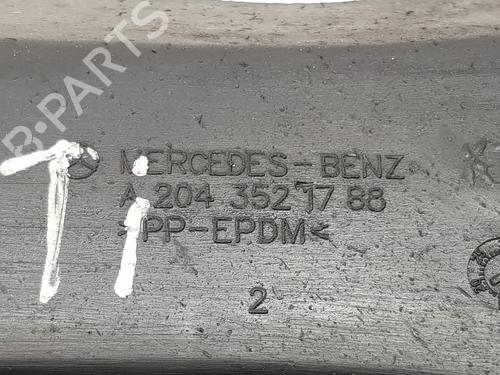 B-PARTS
MERCEDES-BENZ
A 204 352 17 88
>PP-EPDM<
2